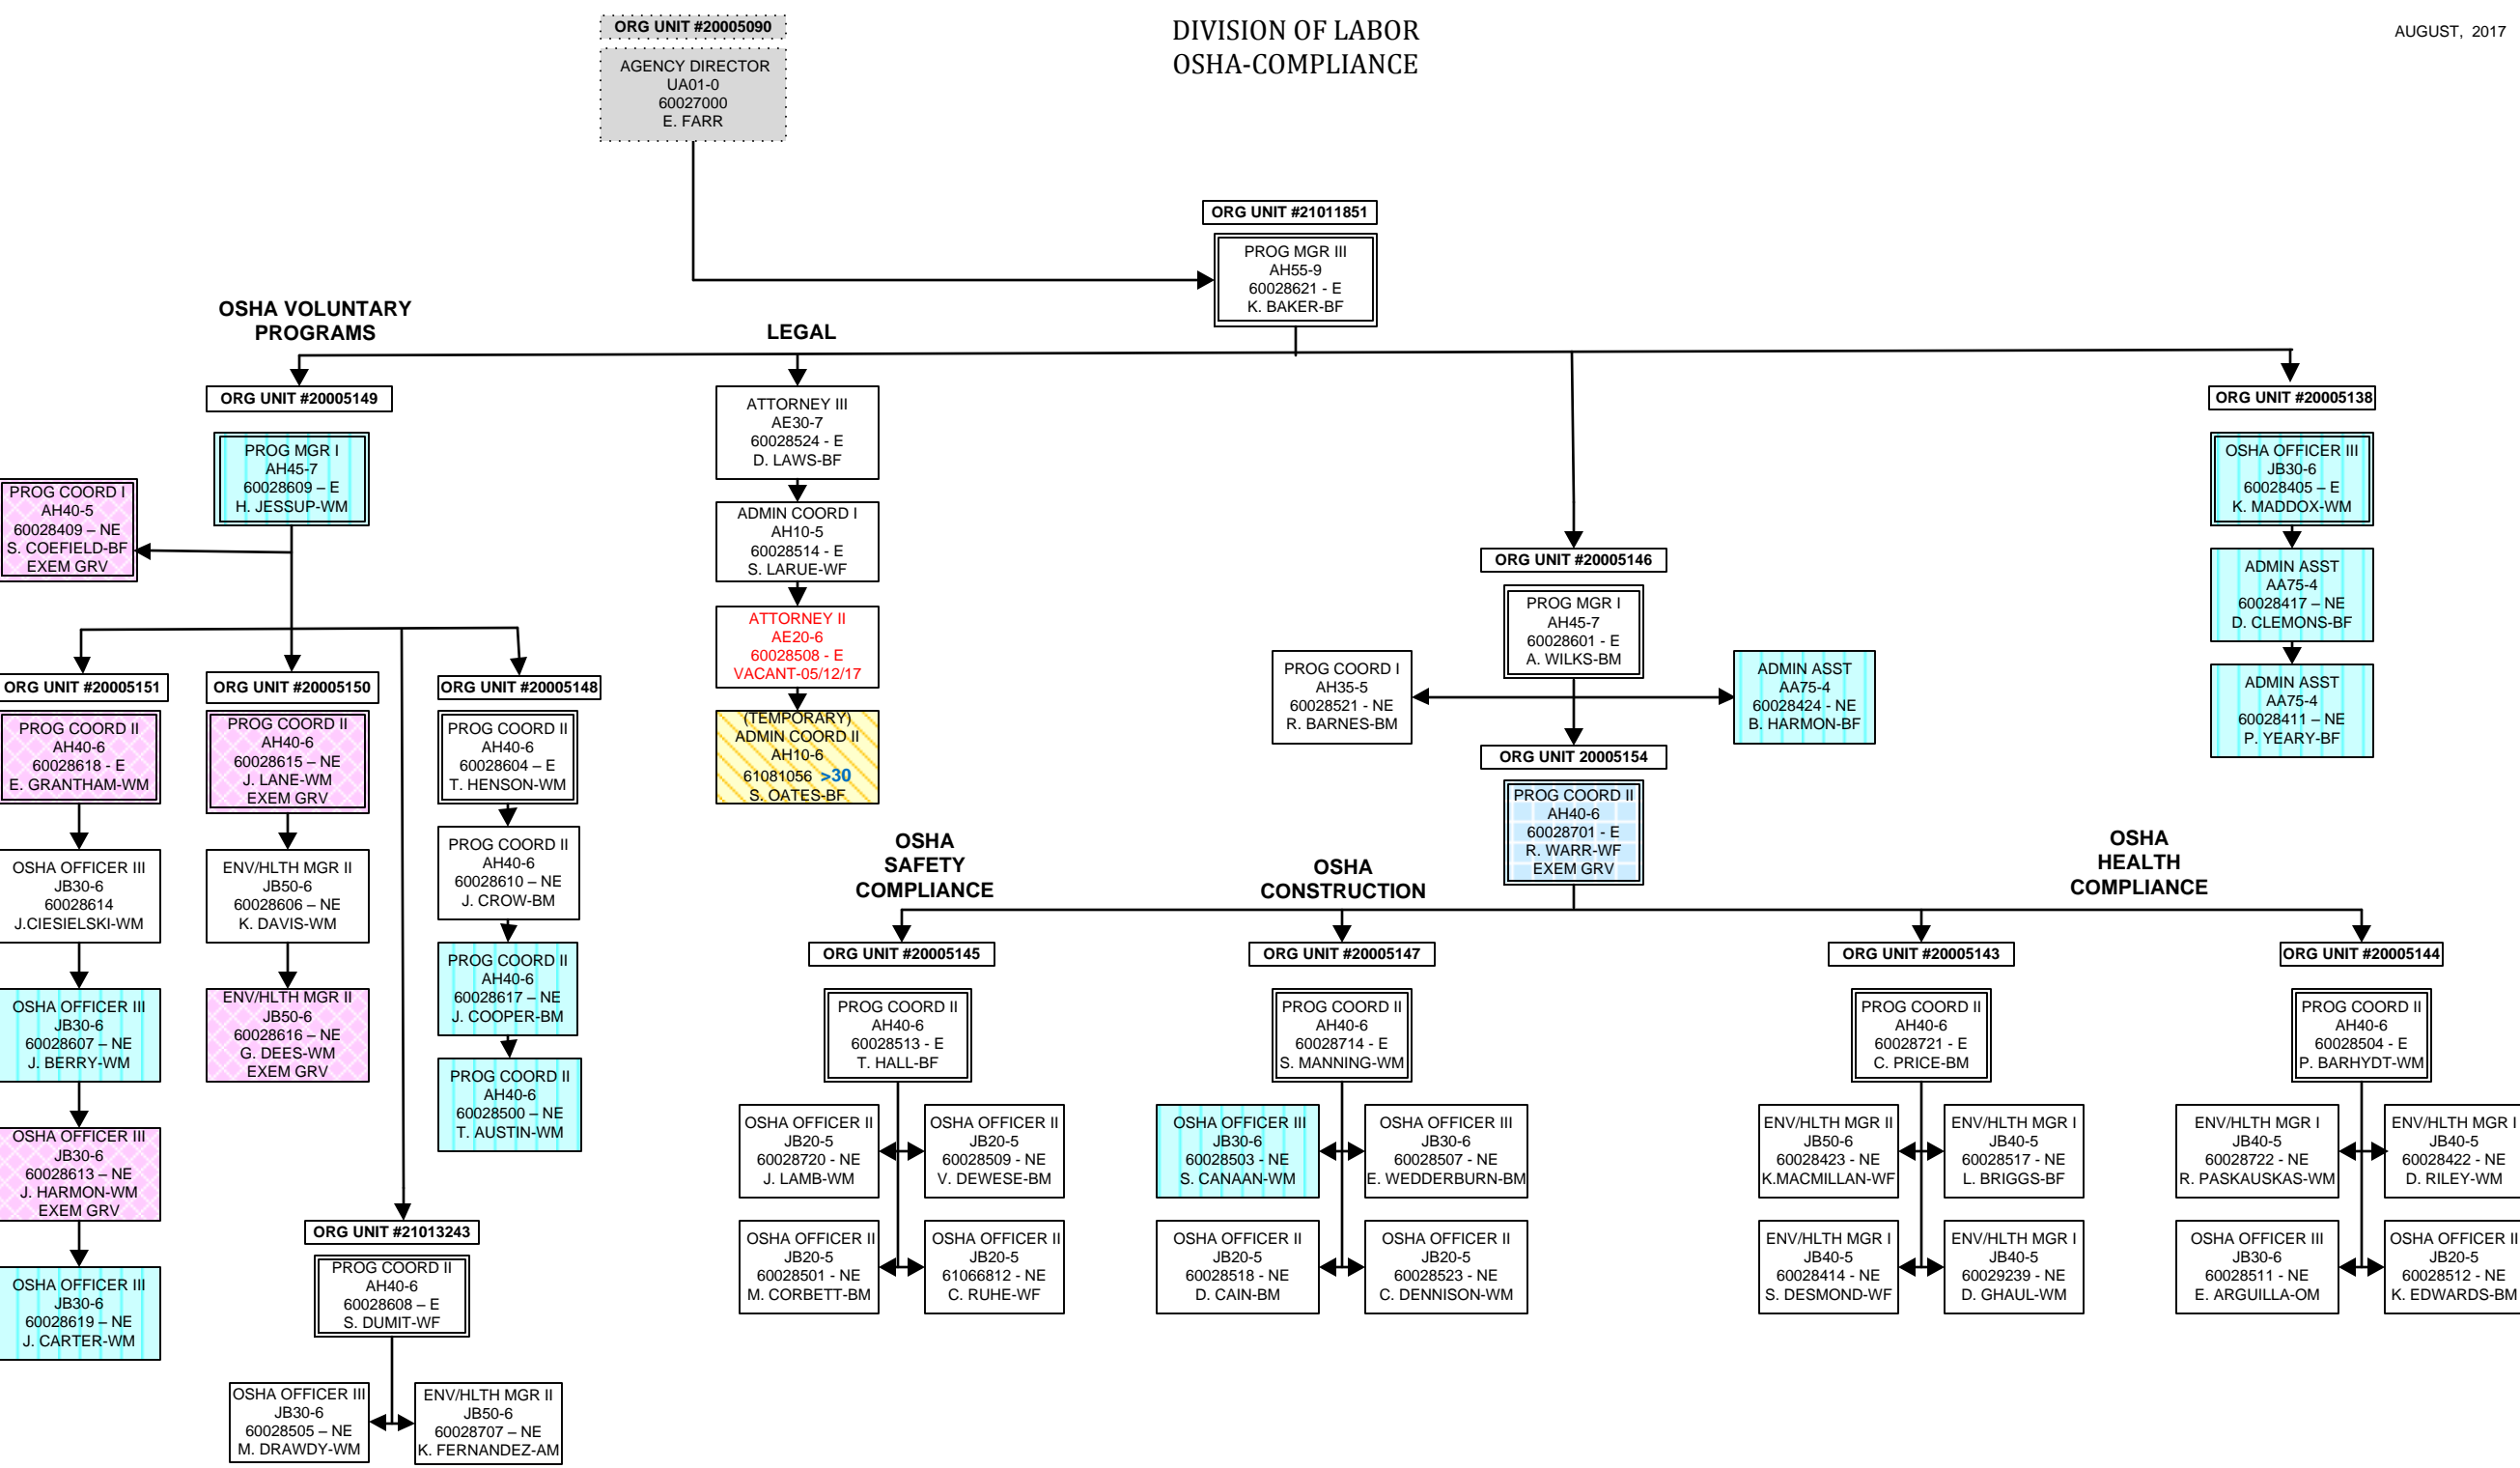 DIVISION OF LABOR
OSHA-COMPLIANCE
AUGUST, 2017
ORG UNIT #20005090
AGENCY DIRECTOR
UA01-0
60027000
E. FARR
ORG UNIT #21011851
PROG MGR III
AH55-9
60028621 - E
K. BAKER-BF
OSHA VOLUNTARY
PROGRAMS
LEGAL
ORG UNIT #20005149
PROG MGR I
AH45-7
60028609 – E
H. JESSUP-WM
PROG COORD I
AH40-5
60028409 – NE
S. COEFIELD-BF
EXEM GRV
ORG UNIT #20005151
PROG COORD II
AH40-6
60028618 - E
E. GRANTHAM-WM
OSHA OFFICER III
JB30-6
60028614
J.CIESIELSKI-WM
OSHA OFFICER III
JB30-6
60028607 – NE
J. BERRY-WM
OSHA OFFICER III
JB30-6
60028613 – NE
J. HARMON-WM
EXEM GRV
OSHA OFFICER III
JB30-6
60028619 – NE
J. CARTER-WM
ORG UNIT #20005150
PROG COORD II
AH40-6
60028615 – NE
J. LANE-WM
EXEM GRV
ENV/HLTH MGR II
JB50-6
60028606 – NE
K. DAVIS-WM
ENV/HLTH MGR II
JB50-6
60028616 – NE
G. DEES-WM
EXEM GRV
ORG UNIT #20005148
PROG COORD II
AH40-6
60028604 – E
T. HENSON-WM
PROG COORD II
AH40-6
60028610 – NE
J. CROW-BM
PROG COORD II
AH40-6
60028617 – NE
J. COOPER-BM
PROG COORD II
AH40-6
60028500 – NE
T. AUSTIN-WM
ORG UNIT #21013243
PROG COORD II
AH40-6
60028608 – E
S. DUMIT-WF
OSHA OFFICER III
JB30-6
60028505 – NE
M. DRAWDY-WM
ENV/HLTH MGR II
JB50-6
60028707 – NE
K. FERNANDEZ-AM
ATTORNEY III
AE30-7
60028524 - E
D. LAWS-BF
ADMIN COORD I
AH10-5
60028514 - E
S. LARUE-WF
ATTORNEY II
AE20-6
60028508 - E
VACANT-05/12/17
(TEMPORARY)
ADMIN COORD II
AH10-6
61081056 >30
S. OATES-BF
ORG UNIT #20005146
PROG MGR I
AH45-7
60028601 - E
A. WILKS-BM
PROG COORD I
AH35-5
60028521 - NE
R. BARNES-BM
ADMIN ASST
AA75-4
60028424 - NE
B. HARMON-BF
ORG UNIT 20005154
PROG COORD II
AH40-6
60028701 - E
R. WARR-WF
EXEM GRV
ORG UNIT #20005138
OSHA OFFICER III
JB30-6
60028405 – E
K. MADDOX-WM
ADMIN ASST
AA75-4
60028417 – NE
D. CLEMONS-BF
ADMIN ASST
AA75-4
60028411 – NE
P. YEARY-BF
OSHA
SAFETY
COMPLIANCE
OSHA
CONSTRUCTION
OSHA
HEALTH
COMPLIANCE
ORG UNIT #20005145
PROG COORD II
AH40-6
60028513 - E
T. HALL-BF
OSHA OFFICER II
JB20-5
60028720 - NE
J. LAMB-WM
OSHA OFFICER II
JB20-5
60028509 - NE
V. DEWESE-BM
OSHA OFFICER II
JB20-5
60028501 - NE
M. CORBETT-BM
OSHA OFFICER II
JB20-5
61066812 - NE
C. RUHE-WF
ORG UNIT #20005147
PROG COORD II
AH40-6
60028714 - E
S. MANNING-WM
OSHA OFFICER III
JB30-6
60028503 - NE
S. CANAAN-WM
OSHA OFFICER III
JB30-6
60028507 - NE
E. WEDDERBURN-BM
OSHA OFFICER II
JB20-5
60028518 - NE
D. CAIN-BM
OSHA OFFICER II
JB20-5
60028523 - NE
C. DENNISON-WM
ORG UNIT #20005143
PROG COORD II
AH40-6
60028721 - E
C. PRICE-BM
ENV/HLTH MGR II
JB50-6
60028423 - NE
K.MACMILLAN-WF
ENV/HLTH MGR I
JB40-5
60028517 - NE
L. BRIGGS-BF
ENV/HLTH MGR I
JB40-5
60028414 - NE
S. DESMOND-WF
ENV/HLTH MGR I
JB40-5
60029239 - NE
D. GHAUL-WM
ORG UNIT #20005144
PROG COORD II
AH40-6
60028504 - E
P. BARHYDT-WM
ENV/HLTH MGR I
JB40-5
60028722 - NE
R. PASKAUSKAS-WM
ENV/HLTH MGR I
JB40-5
60028422 - NE
D. RILEY-WM
OSHA OFFICER III
JB30-6
60028511 - NE
E. ARGUILLA-OM
OSHA OFFICER II
JB20-5
60028512 - NE
K. EDWARDS-BM